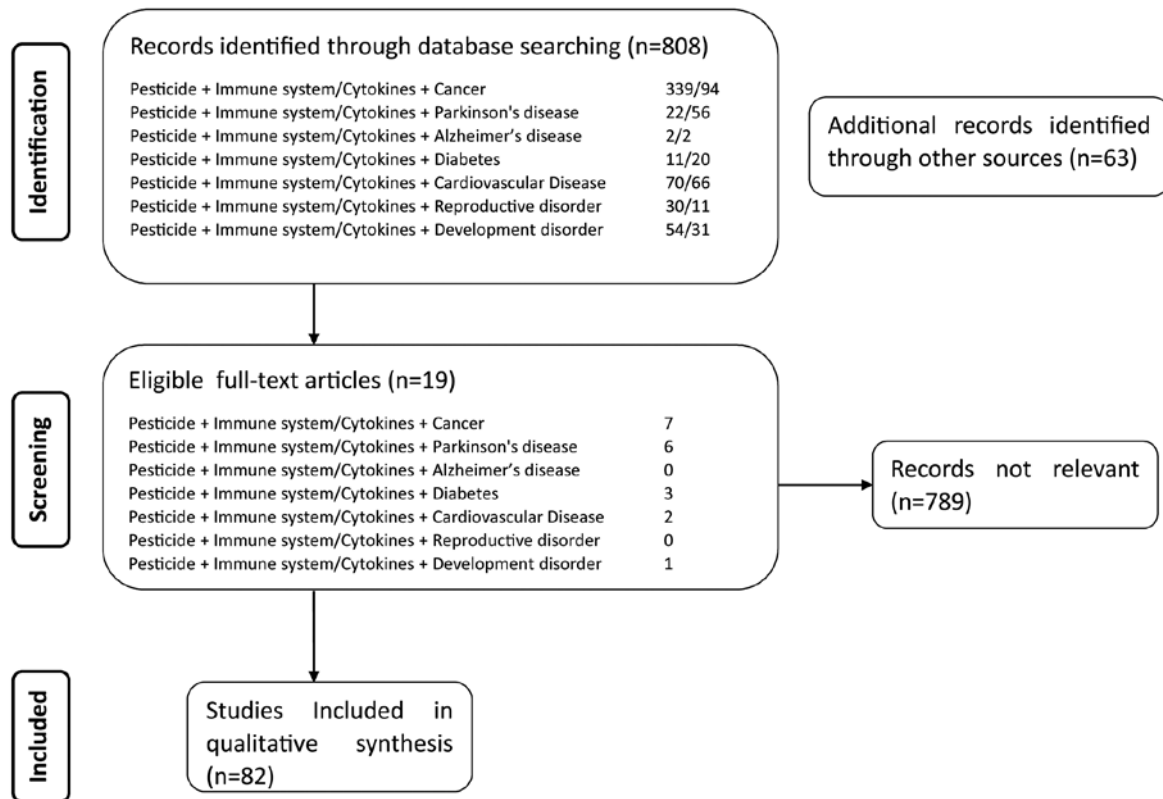 Identification
Records identified through database searching (n=808)
Pesticide + Immune system/Cytokines + Cancer 339/94
Pesticide + Immune system/Cytokines + Parkinson's disease 22/56
Pesticide + Immune system/Cytokines + Alzheimer’s disease 2/2
Pesticide + Immune system/Cytokines + Diabetes 11/20
Pesticide + Immune system/Cytokines + Cardiovascular Disease 70/66
Pesticide + Immune system/Cytokines + Reproductive disorder 30/11
Pesticide + Immune system/Cytokines + Development disorder 54/31
Additional records identified
through other sources (n=63)
Screening
Eligible full-text articles (n=19)
Pesticide + Immune system/Cytokines + Cancer 7
Pesticide + Immune system/Cytokines + Parkinson's disease 6
Pesticide + Immune system/Cytokines + Alzheimer’s disease 0
Pesticide + Immune system/Cytokines + Diabetes 3
Pesticide + Immune system/Cytokines + Cardiovascular Disease 2
Pesticide + Immune system/Cytokines + Reproductive disorder 0
Pesticide + Immune system/Cytokines + Development disorder 1
Records not relevant
(n=789)
Included
Studies Included in
qualitative synthesis
(n=82)